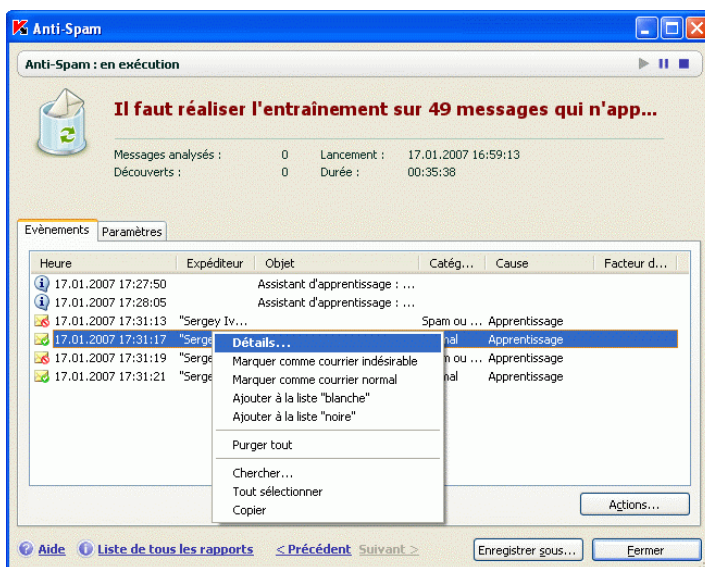 Anti-Spam
Anti-Spam : en exécution
Il faut réaliser l'entraînement sur 49 messages qui n'app...
Messages analysés : 0 Lancement : 17.01.2007 16:59:13
Découverts : 0 Durée : 00:35:38
Evènements Paramètres
Heure Expéditeur Objet Catég... Cause Facteur d...
17.01.2007 17:27:50 Assistant d'apprentissage : ...
17.01.2007 17:28:05 Assistant d'apprentissage : ...
17.01.2007 17:31:13 "Sergey Iv... Spam ou ... Apprentissage
17.01.2007 17:31:17 "Serge nal Apprentissage
17.01.2007 17:31:19 "Serge n ou ... Apprentissage
17.01.2007 17:31:21 "Serge nal Apprentissage
Détails...
Marquer comme courrier indésirable
Marquer comme courrier normal
Ajouter à la liste "blanche"
Ajouter à la liste "noire"
Purger tout
Chercher...
Tout sélectionner
Copier
Actions...
Aide Liste de tous les rapports < Précédent Suivant > Enregistrer sous... Fermer